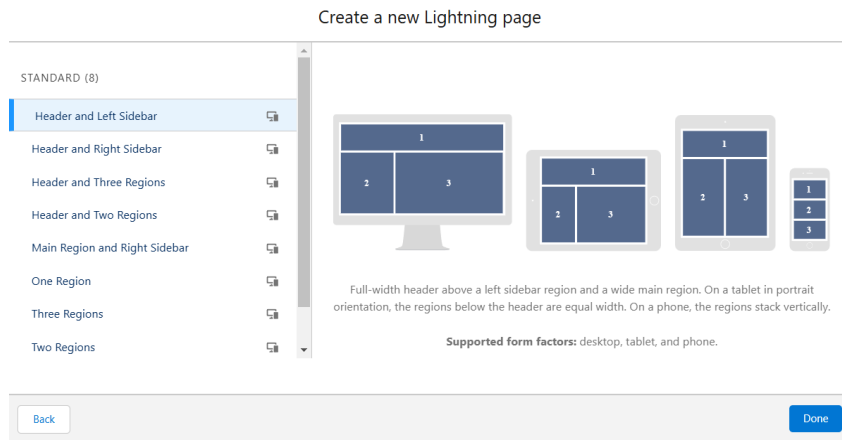 Create a new Lightning page
STANDARD (8)
Header and Left Sidebar
Header and Right Sidebar
Header and Three Regions
Header and Two Regions
Main Region and Right Sidebar
One Region
Three Regions
Two Regions
1
2 3
1
2 3
1
2 3
1
2
3
Full-width header above a left sidebar region and a wide main region. On a tablet in portrait
orientation, the regions below the header are equal width. On a phone, the regions stack vertically.
Supported form factors: desktop, tablet, and phone.
Back
Done